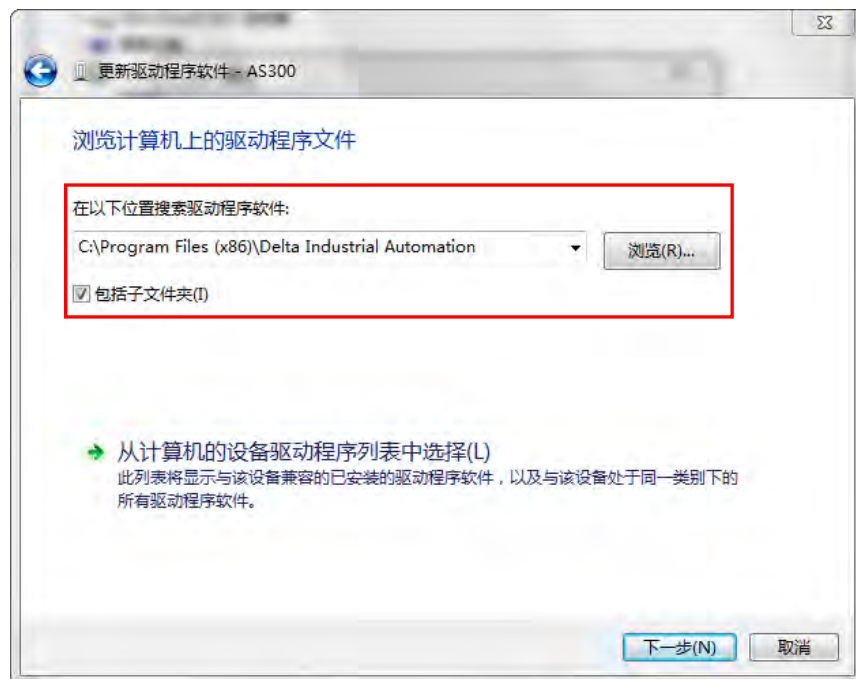 更新驱动程序软件 - AS300
浏览计算机上的驱动程序文件
在以下位置搜索驱动程序软件:
C:\Program Files (x86)\Delta Industrial Automation
浏览(R)...
包括子文件夹(I)
从计算机的设备驱动程序列表中选择(L)
此列表将显示与该设备兼容的已安装的驱动程序软件，以及与该设备处于同一类别下的
所有驱动程序软件。
下一步(N)
取消